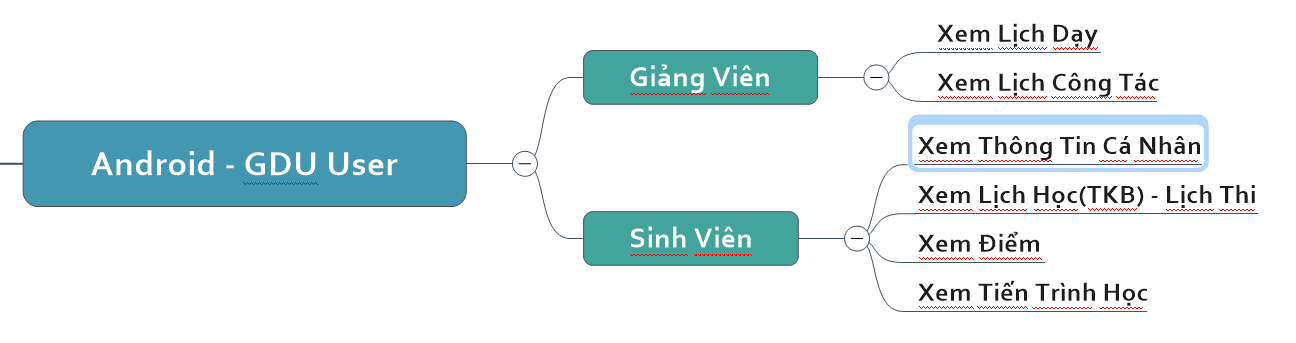 Android - GDU User
Giảng Viên
Xem Lịch Dạy
Xem Lịch Công Tác
Sinh Viên
Xem Thông Tin Cá Nhân
Xem Lịch Học(TKB) - Lịch Thi
Xem Điểm
Xem Tiến Trình Học